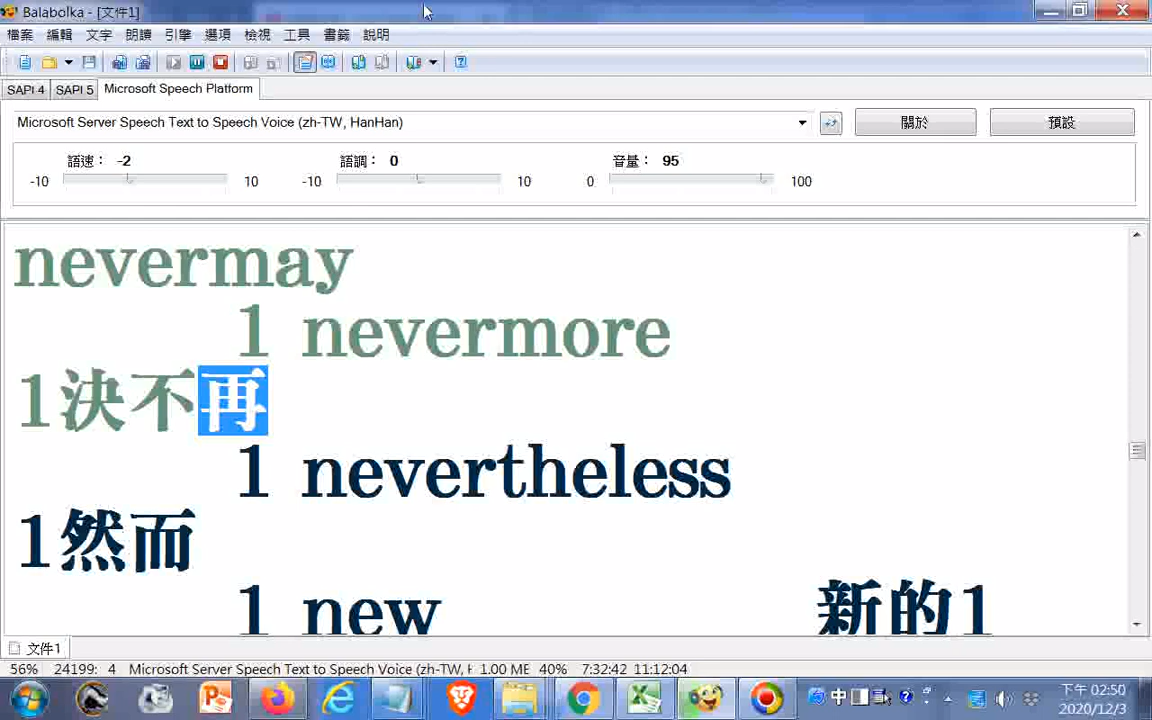 Balabolka - [文件1]
檔案 編輯 文字 朗讀 引擎 選項 檢視 工具 書籤 說明
SAPI 4 SAPI 5 Microsoft Speech Platform
Microsoft Server Speech Text to Speech Voice (zh-TW, HanHan) 關於 預設
語速： -2 語調： 0 音量： 95
-10 10 -10 10 0 100
nevermay
1 nevermore
1決不再
1 nevertheless
1然而
1 new 新的1
文件1
56% 24199: 4 Microsoft Server Speech Text to Speech Voice (zh-TW, H 1.00 ME 40% 7:32:42 11:12:04
中 下午 02:50
2020/12/3